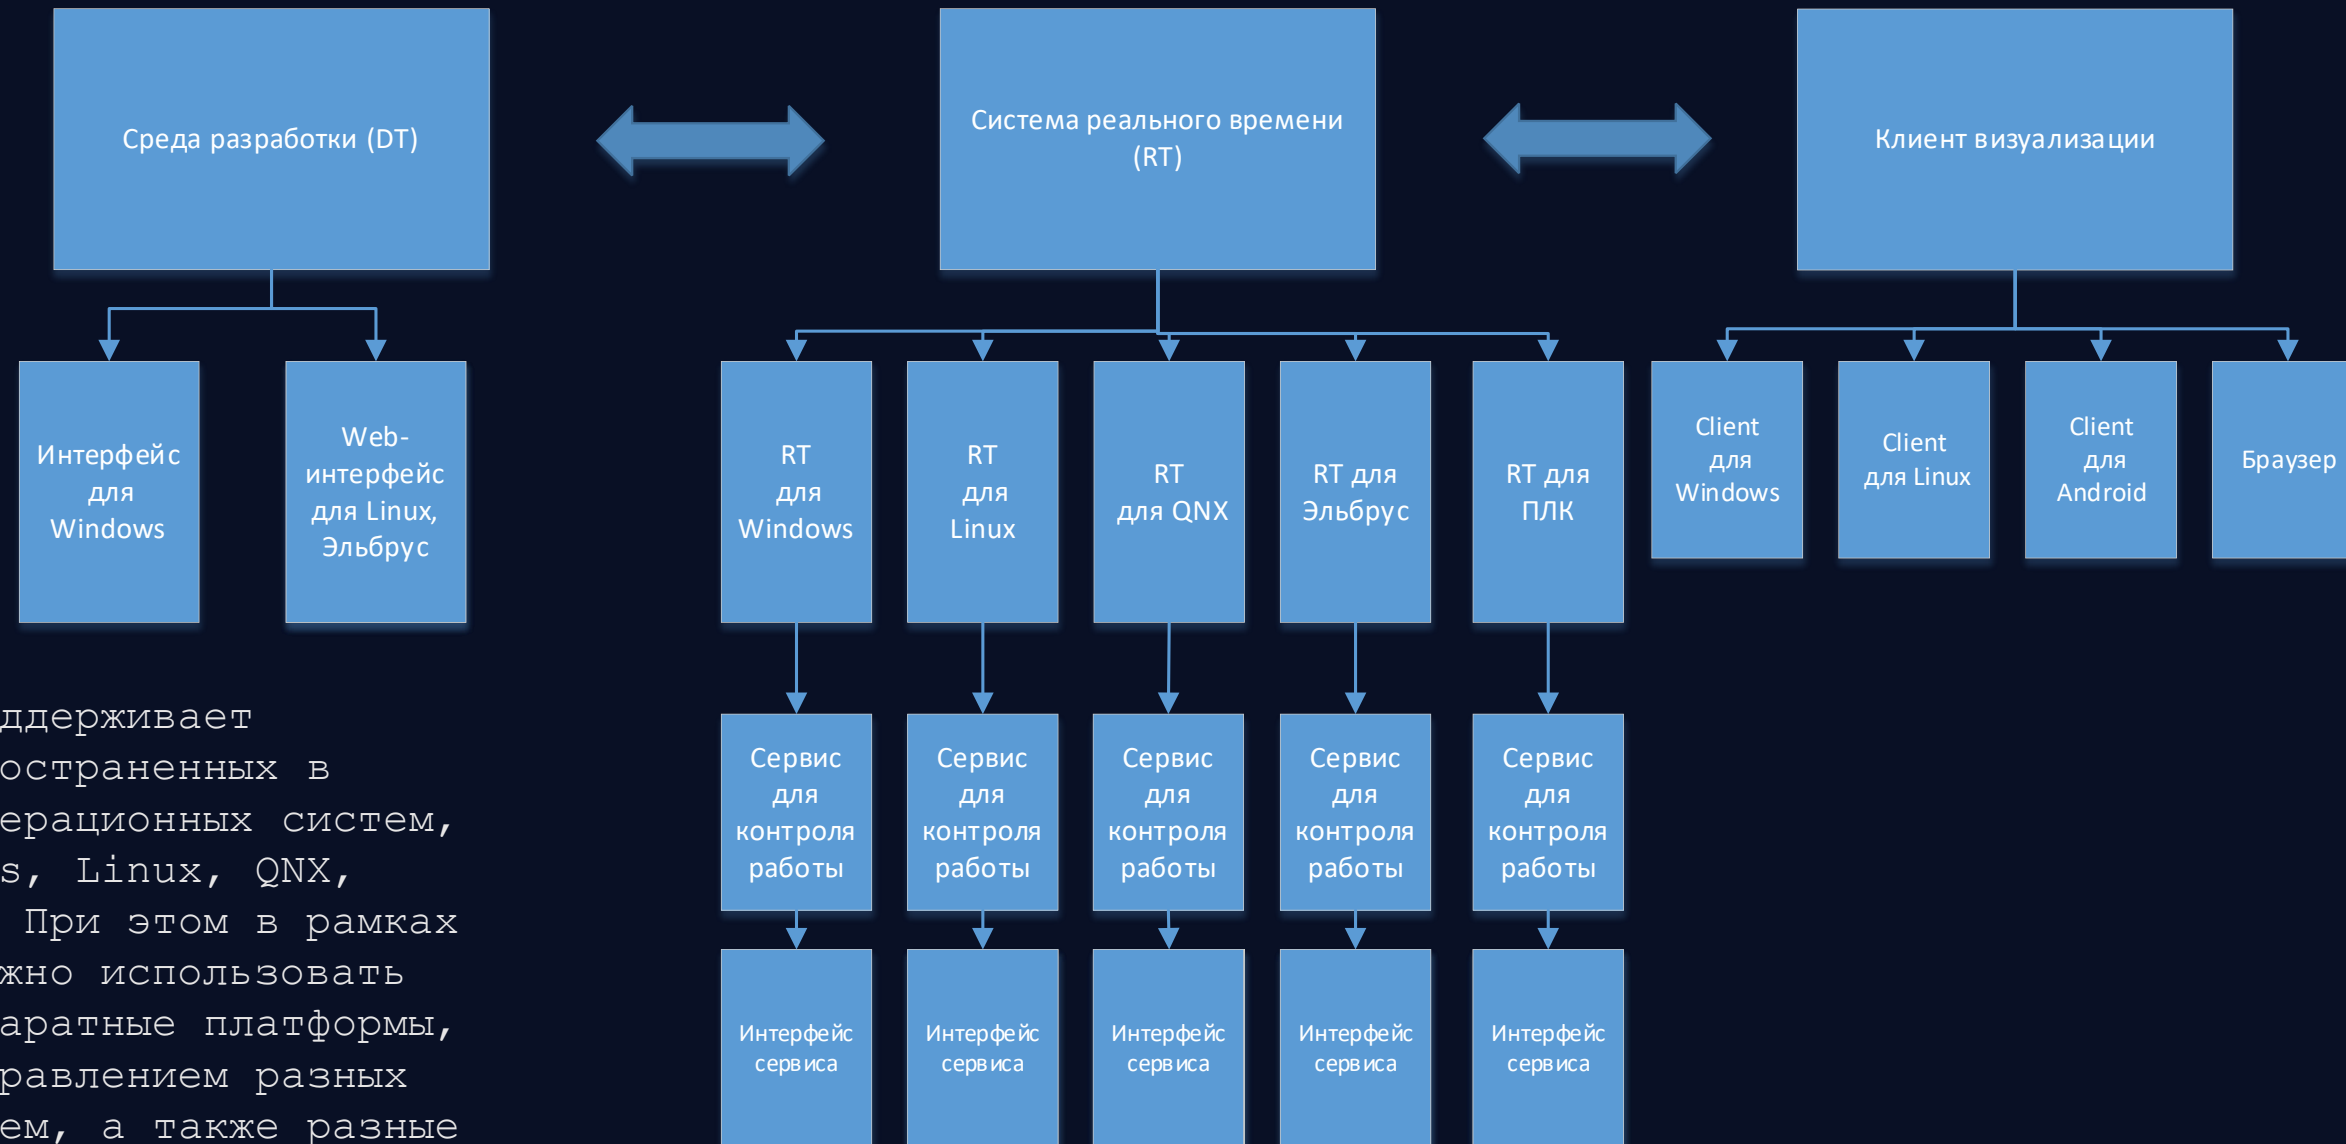 Среда разработки (DT)
Система реального времени
(RT)
Клиент визуализации
Интерфейс
для
Windows
Web-
интерфейс
для Linux,
Эльбрус
RT
для
Windows
RT
для
Linux
RT
для QNX
RT для
Эльбрус
RT для
ПЛК
Client
для
Windows
Client
для Linux
Client
для
Android
Браузер
Сервис
для
контроля
работы
Сервис
для
контроля
работы
Сервис
для
контроля
работы
Сервис
для
контроля
работы
Сервис
для
контроля
работы
Интерфейс
сервиса
Интерфейс
сервиса
Интерфейс
сервиса
Интерфейс
сервиса
Интерфейс
сервиса
ддерживает
остраненных в
ерационных систем,
s, Linux, QNX,
При этом в рамках
жно использовать
аратные платформы,
равлением разных
ем, а также разные